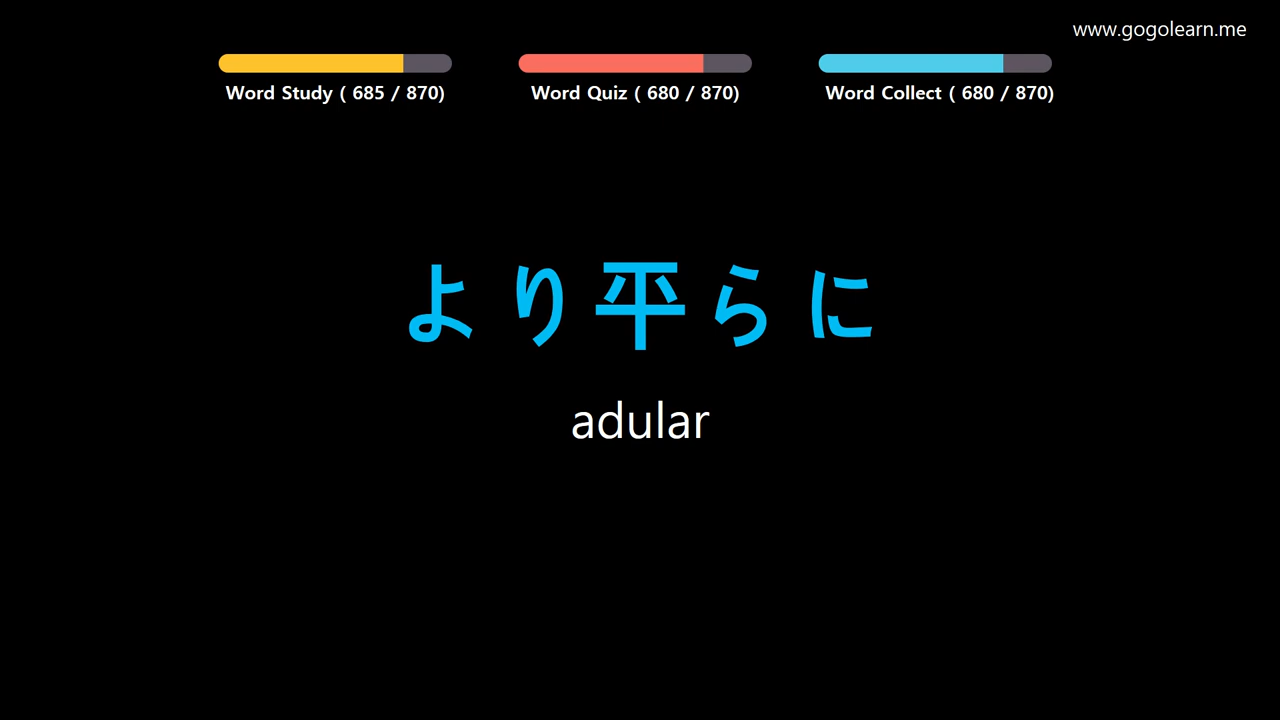 www.gogolearn.me
Word Study ( 685 / 870)
Word Quiz ( 680 / 870)
Word Collect ( 680 / 870)
より平らに
adular